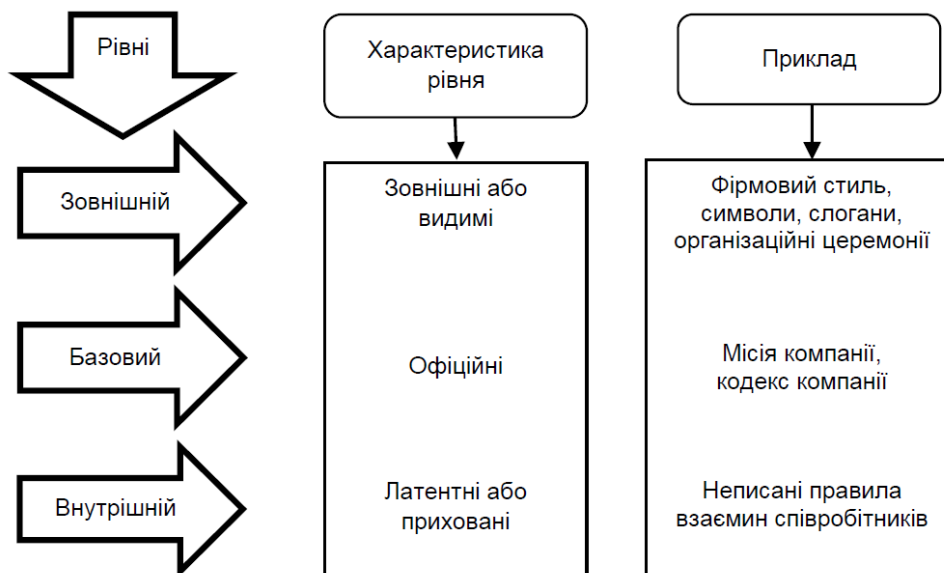 Рівні
Характеристика
рівня
Приклад
Зовнішній
Зовнішні або
видимі
Фірмовий стиль,
символи, слогани,
організаційні церемонії
Базовий
Офіційні
Місія компанії,
кодекс компанії
Внутрішній
Латентні або
приховані
Неписані правила
взаємин співробітників